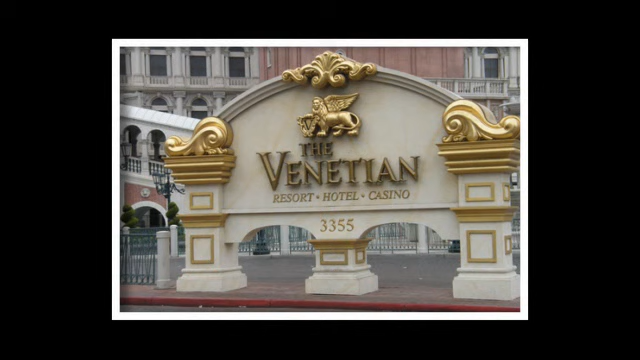 THE
VENETIAN
RESORT • HOTEL • CASINO
3355